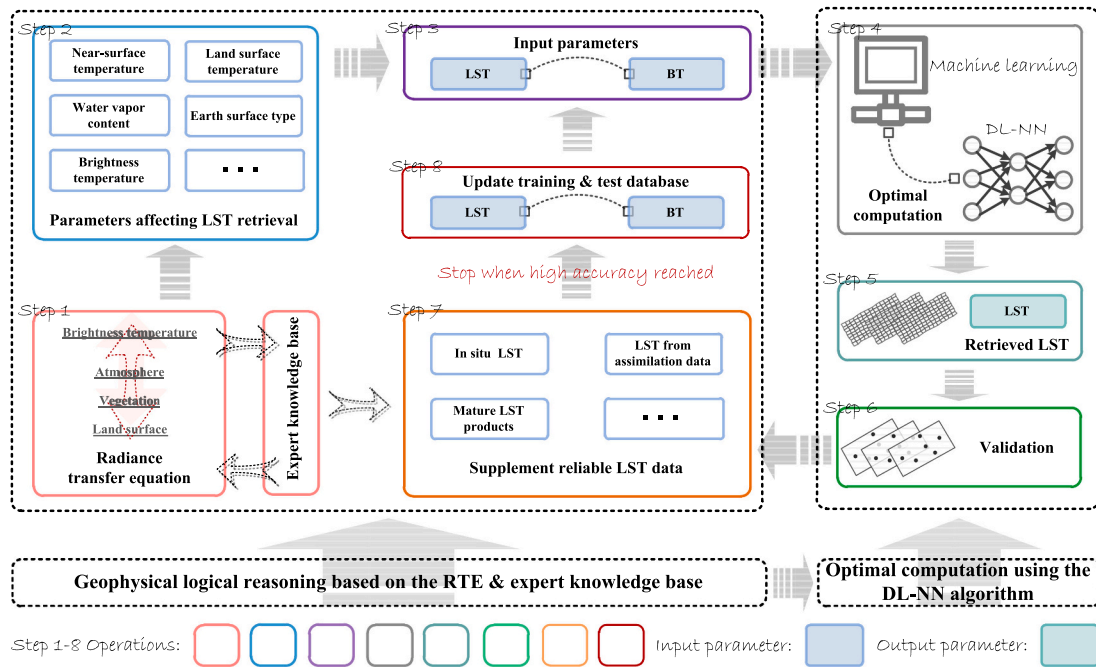 Step 2
Near-surface
temperature
Land surface
temperature
Water vapor
content
Earth surface type
Brightness
temperature
...
Parameters affecting LST retrieval
Step 3
Input parameters
LST
BT
Step 8
Update training & test database
LST
BT
Stop when high accuracy reached
Step 4
Machine learning
DL-NN
Optimal
computation
Step 5
LST
Retrieved LST
Step 6
Validation
Step 1
Brightness temperature
Atmosphere
Vegetation
Land surface
Radiance
transfer equation
Expert knowledge base
Step 7
In situ LST
LST from
assimilation data
Mature LST
products
...
Supplement reliable LST data
Geophysical logical reasoning based on the RTE & expert knowledge base
Optimal computation using the
DL-NN algorithm
Step 1-8 Operations:
Input parameter:
Output parameter: